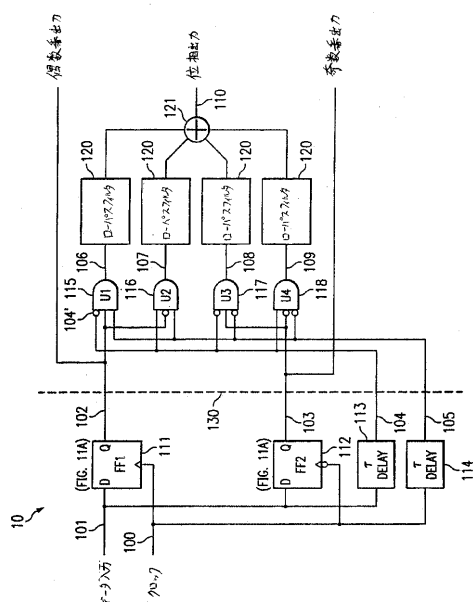 偶数番出力
位相出力
奇数番出力
110
121
120
120
120
120
ローパスフィルタ
ローパスフィルタ
ローパスフィルタ
ローパスフィルタ
106
107
108
109
115
116
117
118
104'
U1
U2
U3
U4
130
102
103
113
104
105
114
(FIG. 11A)
D Q
FF1
111
(FIG. 11A)
D Q
FF2
112
τ
DELAY
τ
DELAY
10
101
100
データ入力
クロック